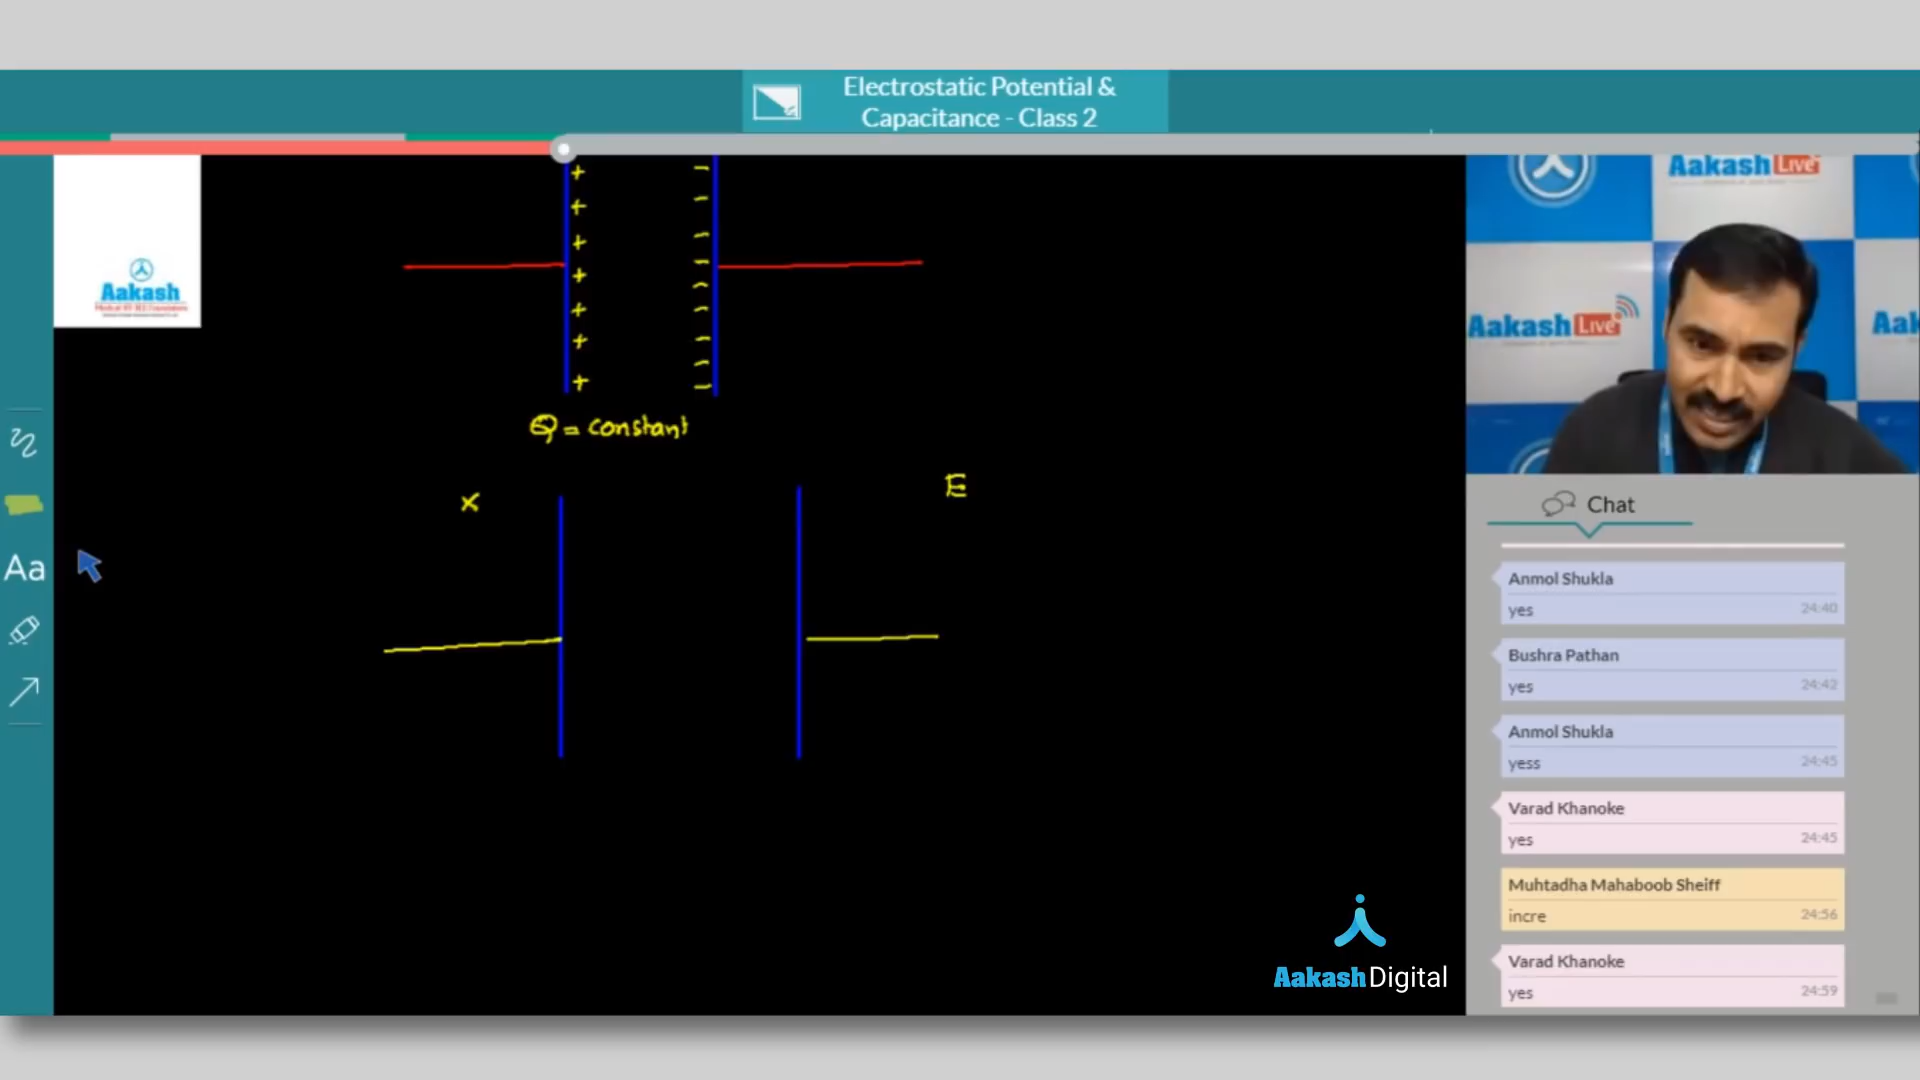 Electrostatic Potential &
Capacitance - Class 2
Aakash
Aakash Live
Aakash Live
+ -
+ -
+ -
+ -
+ -
+ -
+ -
-
-
Q = constant
x
E
Aa
Aak
Chat
Anmol Shukla
yes 24:40
Bushra Pathan
yes 24:42
Anmol Shukla
yess 24:45
Varad Khanoke
yes 24:45
Muhtadha Mahaboob Sheiff
incre 24:56
Varad Khanoke
yes 24:59
Aakash Digital